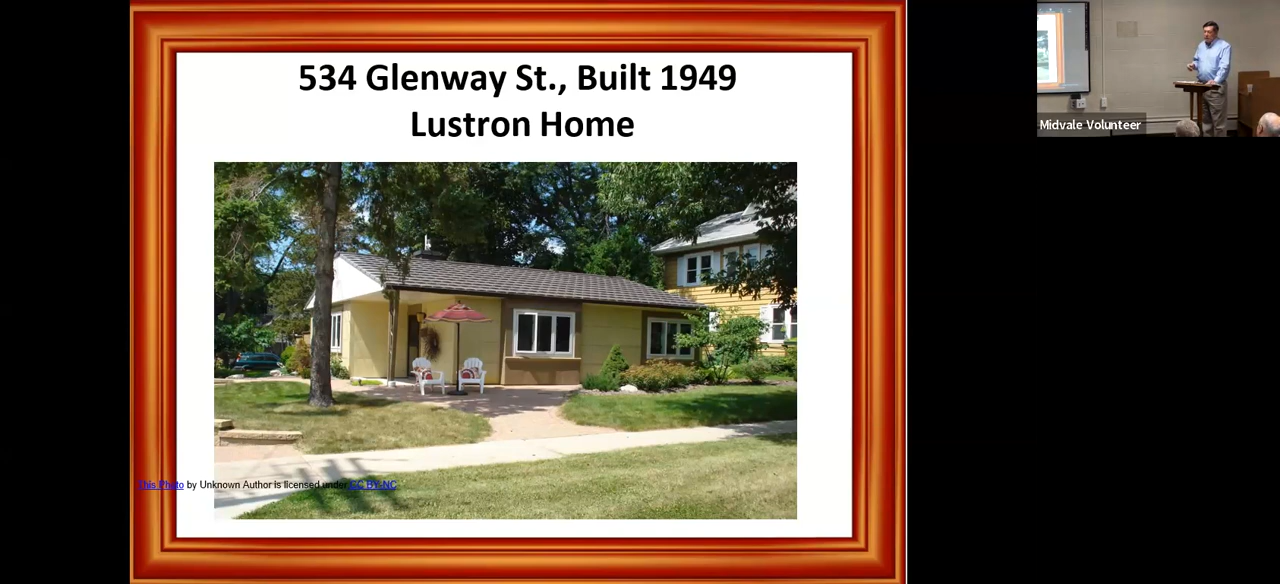 534 Glenway St., Built 1949
Lustron Home
This Photo by Unknown Author is licensed under CC BY-NC
Midvale Volunteer